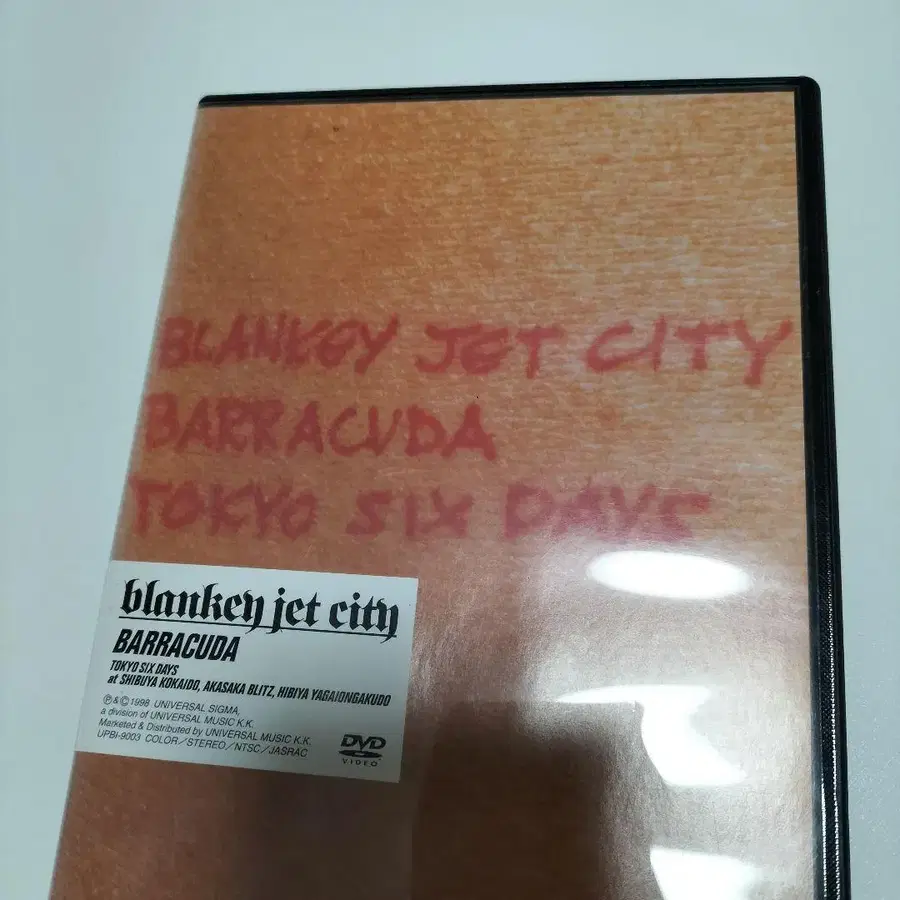 BLANKEY JET CITY
BARRACUDA
TOKYO SIX DAYS
blankey jet city
BARRACUDA
TOKYO SIX DAYS
at SHIBUYA KOKAIDO, AKASAKA BLITZ, HIBIYA YAGAIONGAKUDO
Ⓟ&Ⓒ1998 UNIVERSAL SIGMA,
a division of UNIVERSAL MUSIC K.K.
Marketed & Distributed by UNIVERSAL MUSIC K.K.
UPBI-9003 COLOR／STEREO／NTSC／JASRAC
DVD
VIDEO